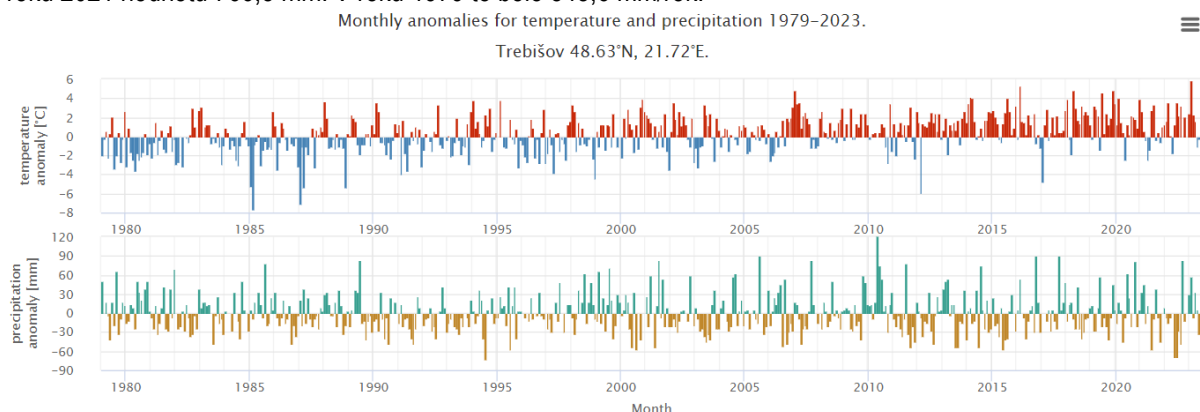 Monthly anomalies for temperature and precipitation 1979-2023.
Trebišov 48.63°N, 21.72°E.
temperature
anomaly [°C]
6
4
2
0
−2
−4
−6
−8
1980 1985 1990 1995 2000 2005 2010 2015 2020
precipitation
anomaly [mm]
120
90
60
30
0
−30
−60
−90
1980 1985 1990 1995 2000 2005 2010 2015 2020
Month